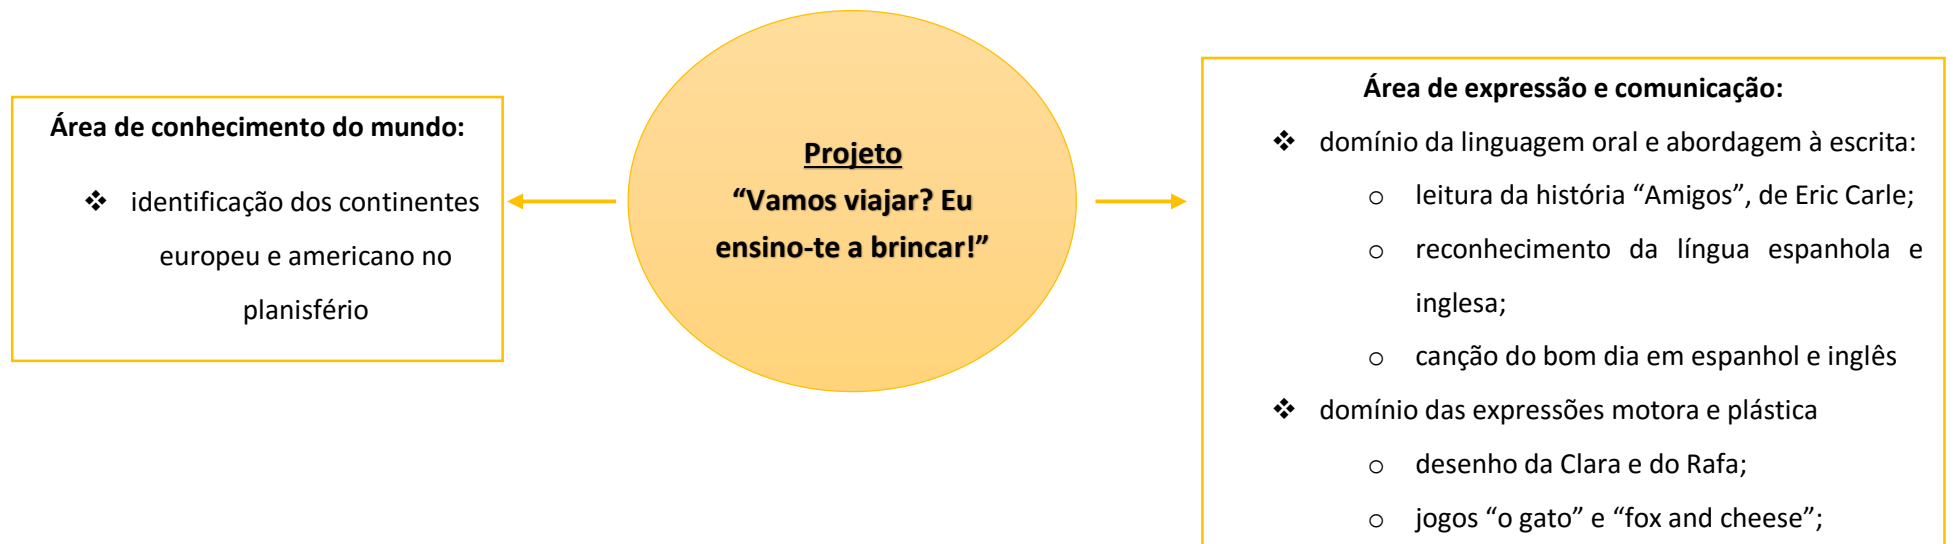 Área de conhecimento do mundo:
❖ identificação dos continentes
europeu e americano no
planisfério
Projeto
“Vamos viajar? Eu
ensino-te a brincar!”
Área de expressão e comunicação:
❖ domínio da linguagem oral e abordagem à escrita:
o leitura da história “Amigos”, de Eric Carle;
o reconhecimento da língua espanhola e
inglesa;
o canção do bom dia em espanhol e inglês
❖ domínio das expressões motora e plástica
o desenho da Clara e do Rafa;
o jogos “o gato” e “fox and cheese”;